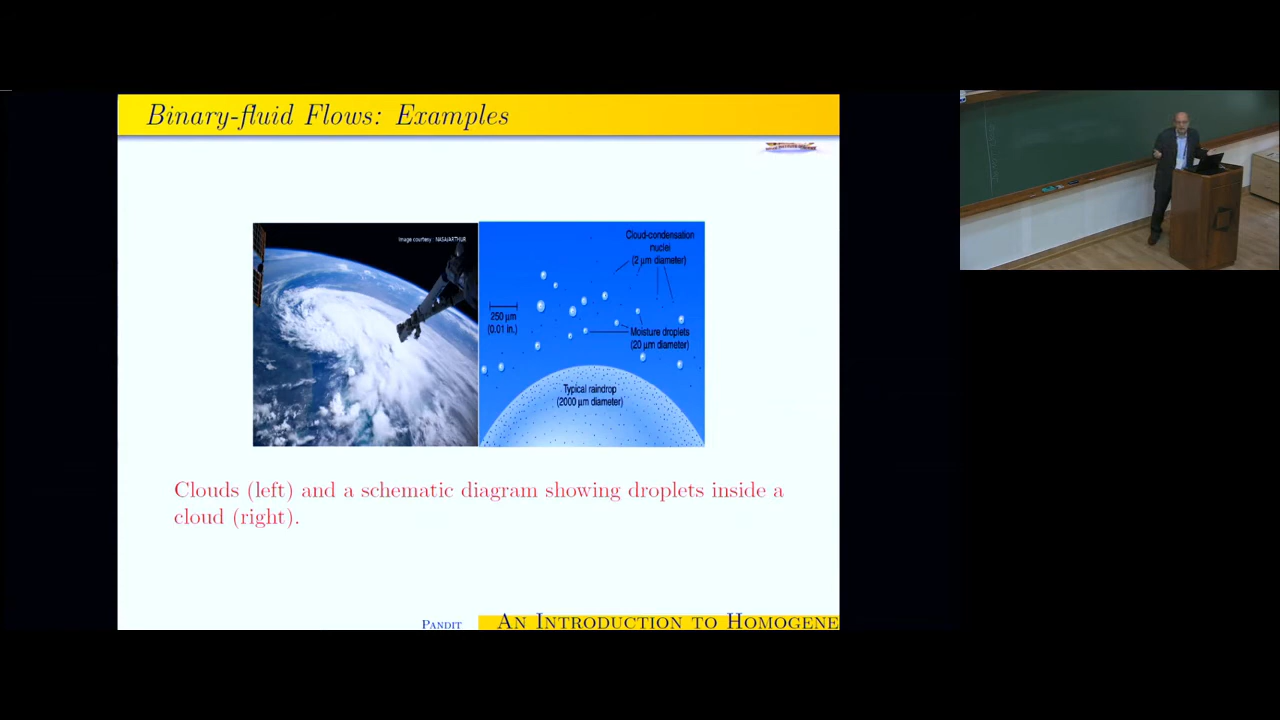 Binary-fluid Flows: Examples
Image courtesy : NASA/ARTHUR
Cloud-condensation
nuclei
(2 µm diameter)
250 µm
(0.01 in.)
Moisture droplets
(20 µm diameter)
Typical raindrop
(2000 µm diameter)
Clouds (left) and a schematic diagram showing droplets inside a
cloud (right).
Pandit
An Introduction to Homogene